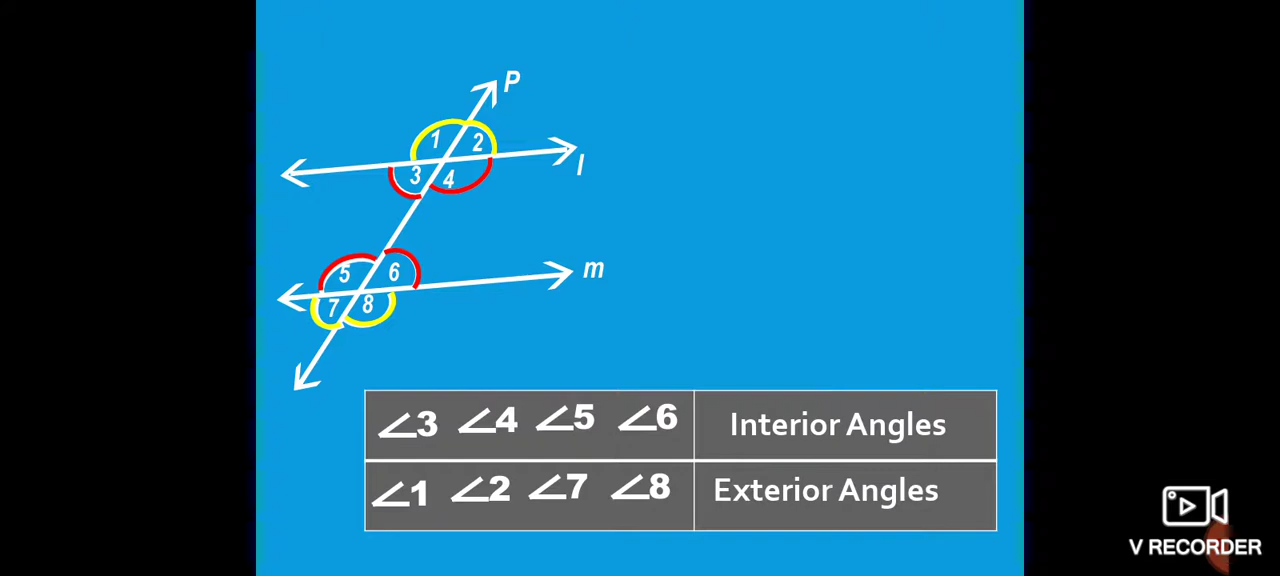 P
1 2
l
3 4
m
5 6
7 8
∠3 ∠4 ∠5 ∠6 Interior Angles
∠1 ∠2 ∠7 ∠8 Exterior Angles
V RECORDER